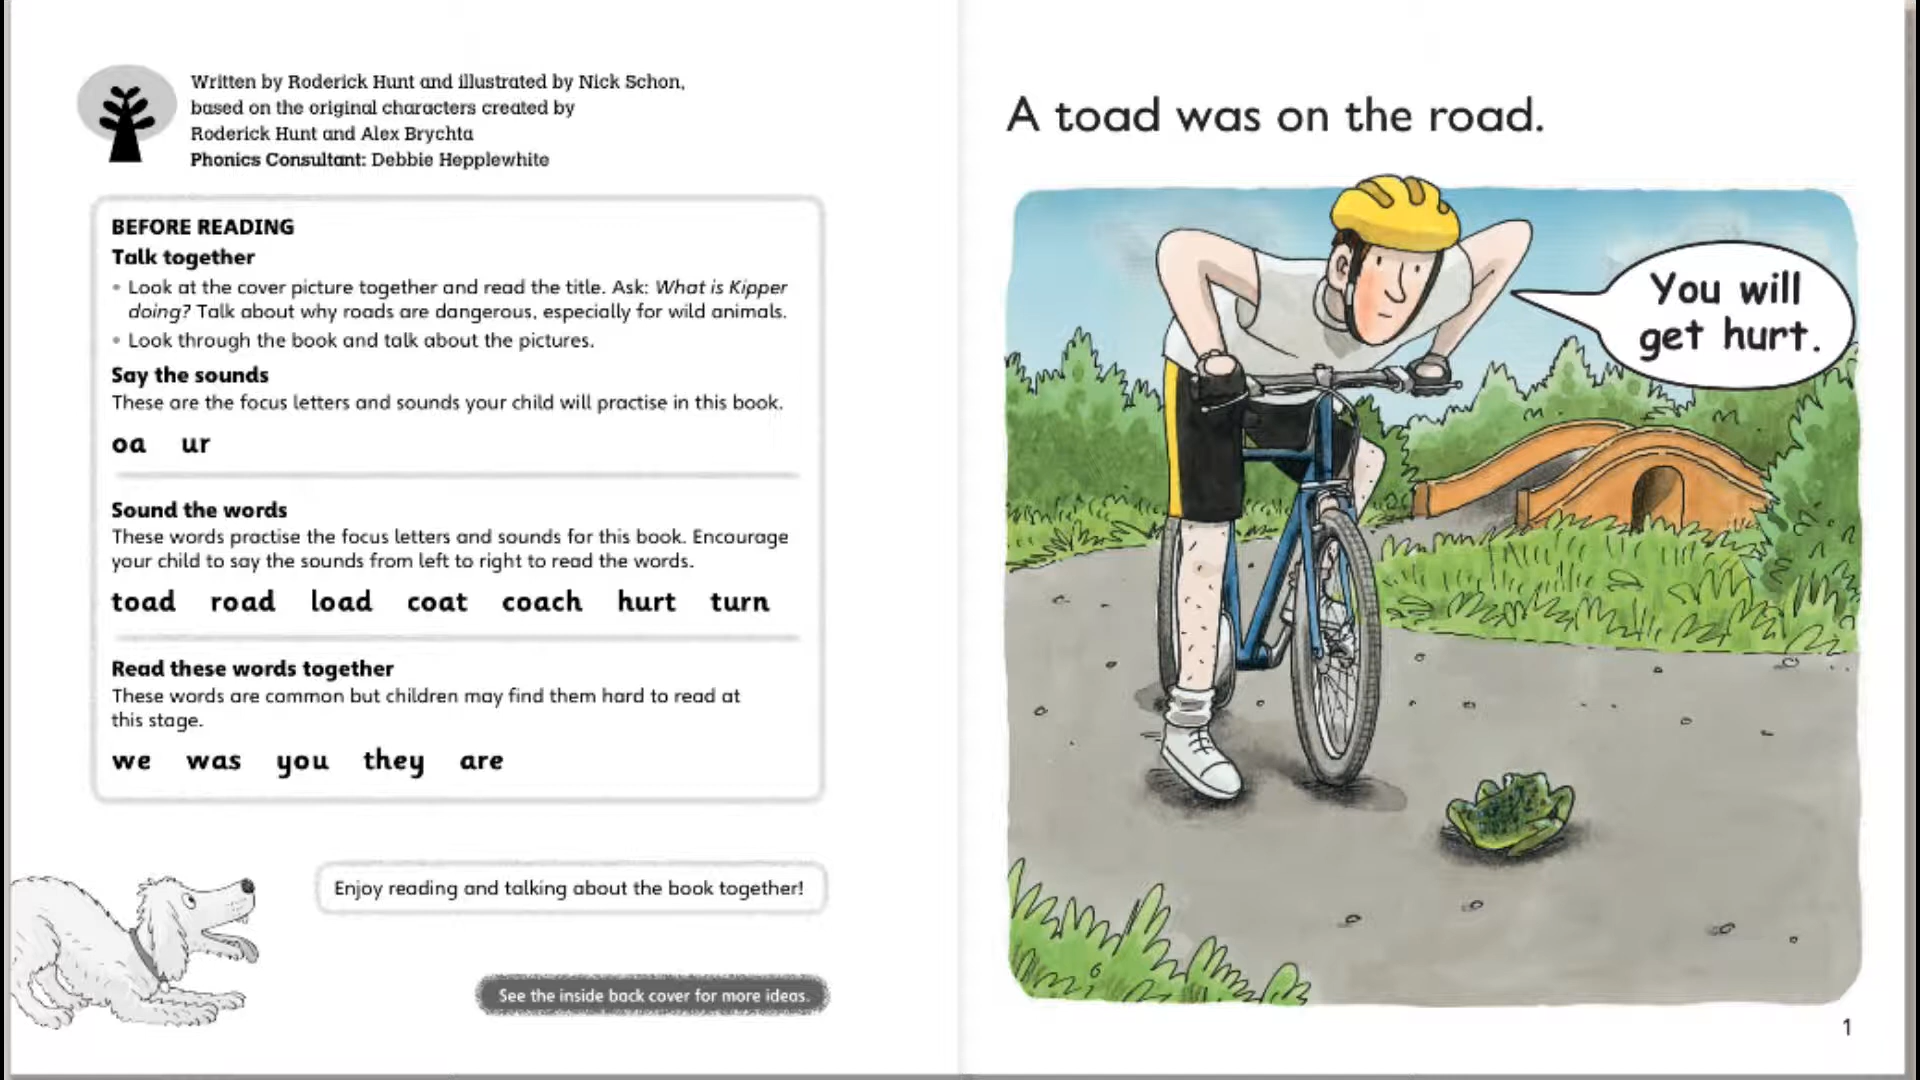 Written by Roderick Hunt and illustrated by Nick Schon,
based on the original characters created by
Roderick Hunt and Alex Brychta
Phonics Consultant: Debbie Hepplewhite
BEFORE READING
Talk together
• Look at the cover picture together and read the title. Ask: What is Kipper
doing? Talk about why roads are dangerous, especially for wild animals.
• Look through the book and talk about the pictures.
Say the sounds
These are the focus letters and sounds your child will practise in this book.
oa ur
Sound the words
These words practise the focus letters and sounds for this book. Encourage
your child to say the sounds from left to right to read the words.
toad road load coat coach hurt turn
Read these words together
These words are common but children may find them hard to read at
this stage.
we was you they are
Enjoy reading and talking about the book together!
See the inside back cover for more ideas.
A toad was on the road.
You will
get hurt.
1